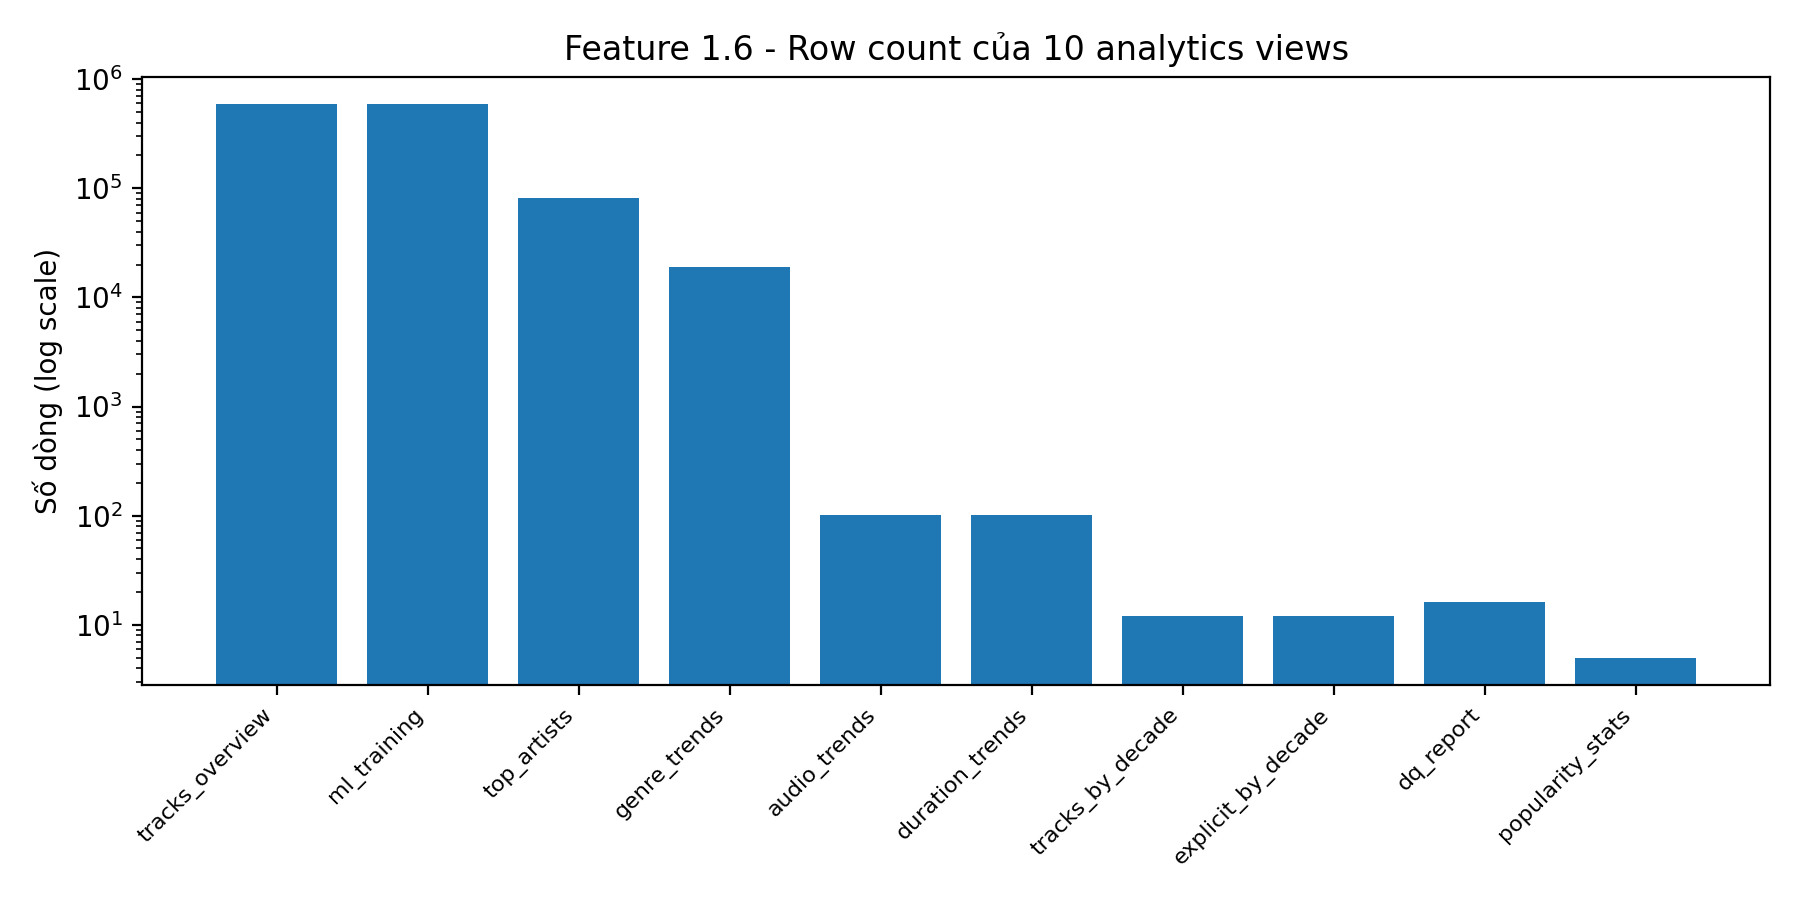 Feature 1.6 - Row count của 10 analytics views
Số dòng (log scale)
10⁶
10⁵
10⁴
10³
10²
10¹
tracks_overview
ml_training
top_artists
genre_trends
audio_trends
duration_trends
tracks_by_decade
explicit_by_decade
dq_report
popularity_stats